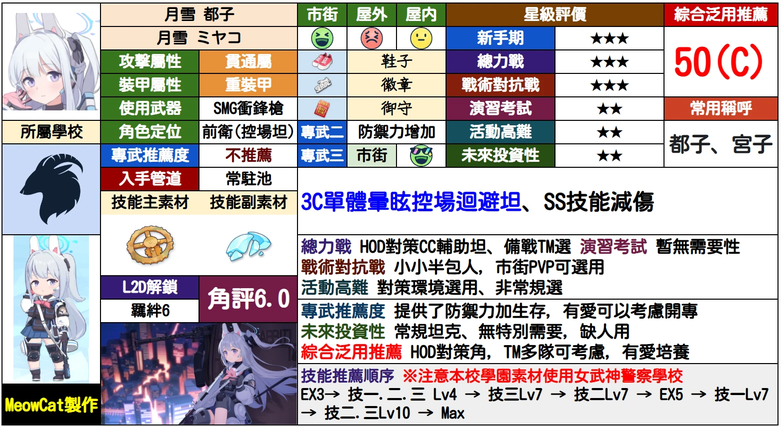 月雪 都子
市街 屋外 屋內
星級評價
綜合泛用推薦
月雪 ミヤコ
新手期 ★★★
50(C)
攻擊屬性 貫通屬
鞋子
總力戰 ★★★
裝甲屬性 重裝甲
徽章
戰術對抗戰 ★★★
使用武器 SMG衝鋒槍
御守
演習考試 ★★
常用稱呼
所屬學校
角色定位 前衛(控場坦)
專武二 防禦力增加
活動高難 ★★
都子、宮子
專武推薦度 不推薦
專武三 市街
未來投資性 ★★
入手管道 常駐池
技能主素材 技能副素材
3C單體暈眩控場迴避坦、SS技能減傷
總力戰 HOD對策CC輔助坦、備戰TM選 演習考試 暫無需要性
戰術對抗戰 小小半包人, 市街PVP可選用
活動高難 對策環境選用、非常規選
L2D解鎖
羈絆6
角評6.0
專武推薦度 提供了防禦力加生存, 有愛可以考慮開專
未來投資性 常規坦克、無特別需要, 缺人用
綜合泛用推薦 HOD對策角, TM多隊可考慮, 有愛培養
技能推薦順序 ※注意本校學園素材使用女武神警察學校
EX3→ 技一.二.三 Lv4 → 技三Lv7 → 技二Lv7 → EX5 → 技一Lv7
→ 技二.三Lv10 → Max
MeowCat製作